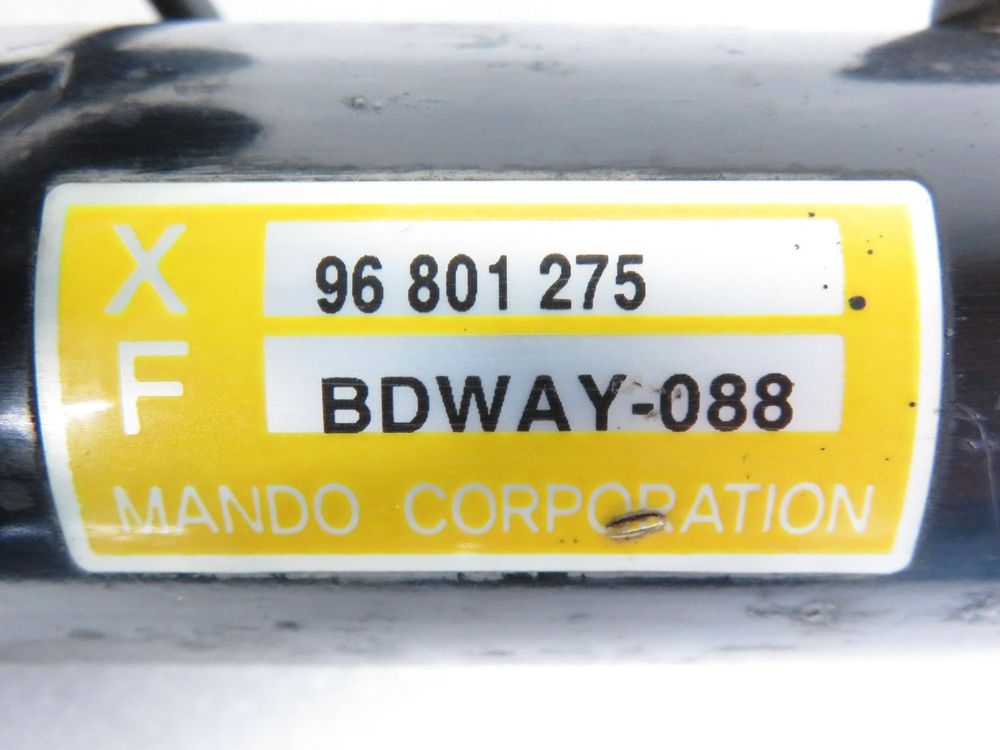 X 96 801 275
F BDWAY-088
MANDO CORPORATION